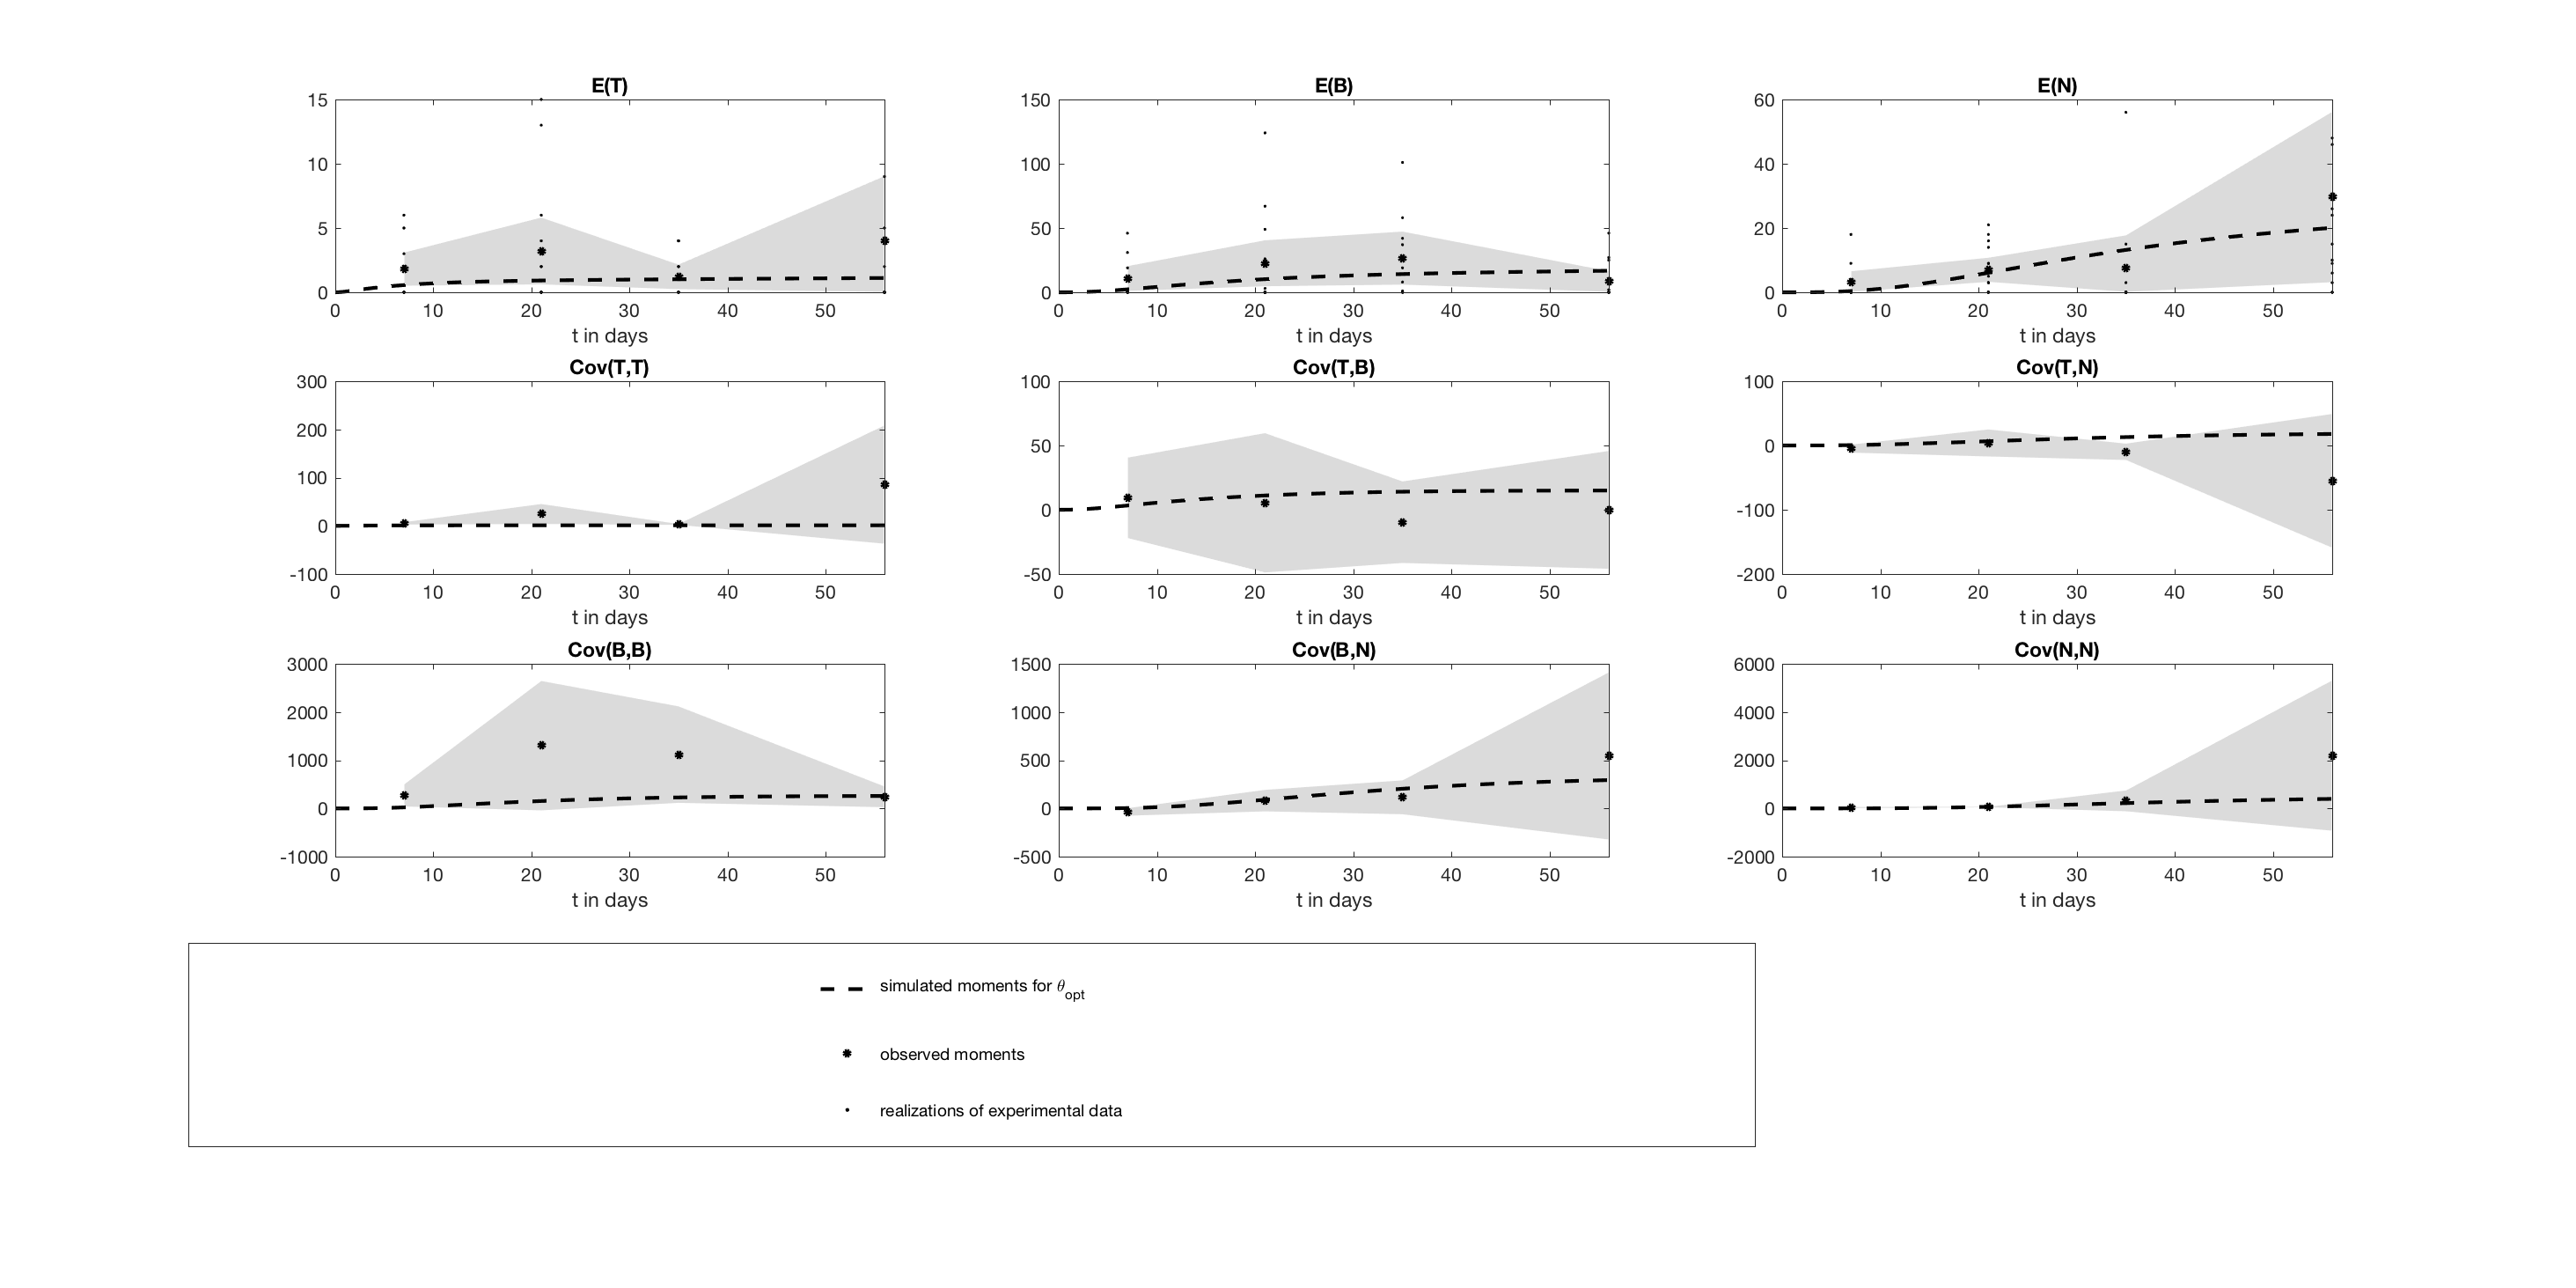 E(T) E(B) E(N)
15 150 60
10 100 40
5 50 20
0 0 0
0 10 20 30 40 50 0 10 20 30 40 50 0 10 20 30 40 50
t in days t in days t in days
Cov(T,T) Cov(T,B) Cov(T,N)
300 100 100
200 50 0
100 0 -100
0
-100 -50 -200
0 10 20 30 40 50 0 10 20 30 40 50 0 10 20 30 40 50
t in days t in days t in days
Cov(B,B) Cov(B,N) Cov(N,N)
3000 1500 6000
2000 1000 4000
1000 500 2000
0 0 0
-1000 -500 -2000
0 10 20 30 40 50 0 10 20 30 40 50 0 10 20 30 40 50
t in days t in days t in days
simulated moments for θopt
observed moments
realizations of experimental data